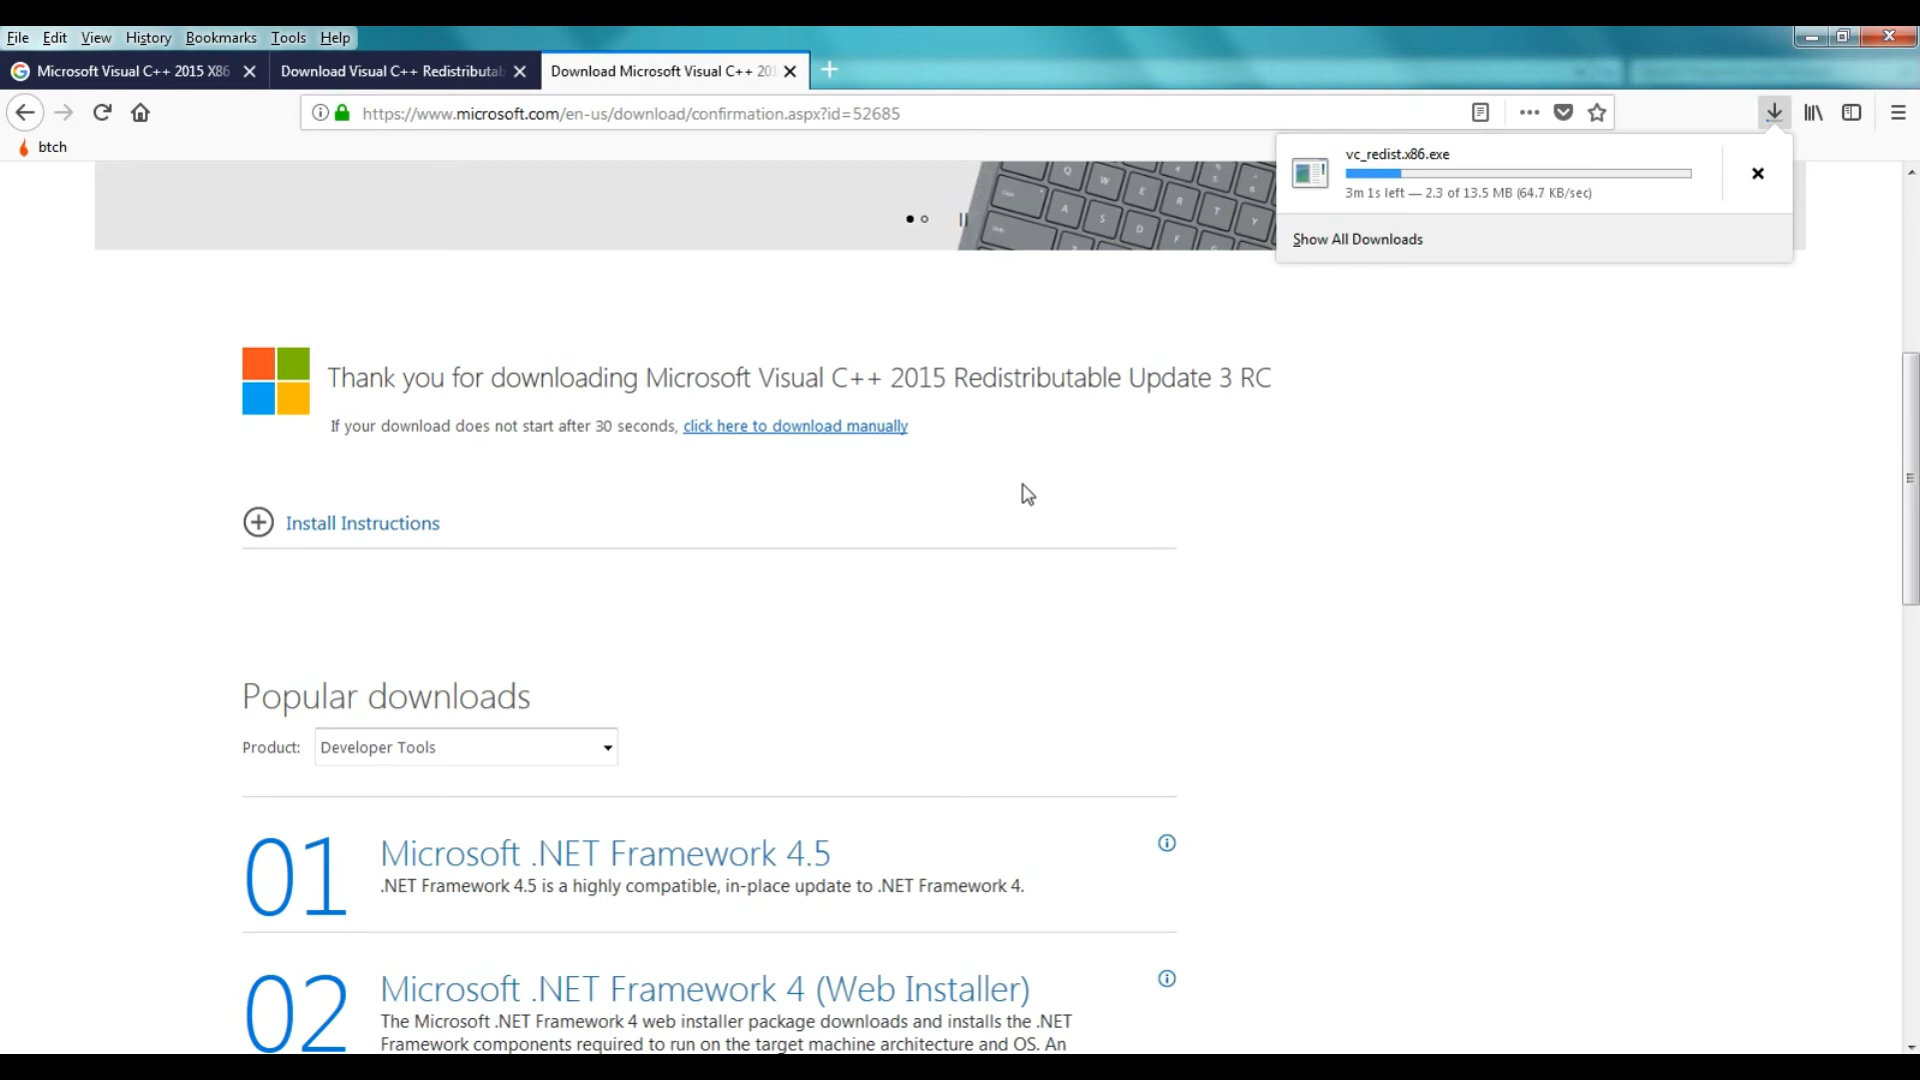 File Edit View History Bookmarks Tools Help
Microsoft Visual C++ 2015 X86
Download Visual C++ Redistributab
Download Microsoft Visual C++ 201
https://www.microsoft.com/en-us/download/confirmation.aspx?id=52685
btch
vc_redist.x86.exe
3m 1s left — 2.3 of 13.5 MB (64.7 KB/sec)
Show All Downloads
Thank you for downloading Microsoft Visual C++ 2015 Redistributable Update 3 RC
If your download does not start after 30 seconds, click here to download manually
Install Instructions
Popular downloads
Product: Developer Tools
01 Microsoft .NET Framework 4.5
.NET Framework 4.5 is a highly compatible, in-place update to .NET Framework 4.
02 Microsoft .NET Framework 4 (Web Installer)
The Microsoft .NET Framework 4 web installer package downloads and installs the .NET
Framework components required to run on the target machine architecture and OS. An